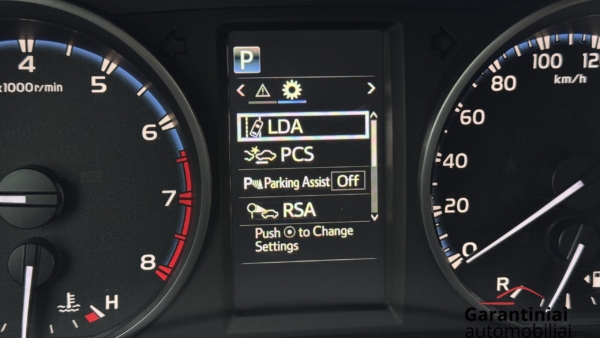 4
5
6
7
8
x1000r/min
H
P
LDA
PCS
P Parking Assist Off
RSA
Push to Change
Settings
0
20
40
60
80
100
120
km/h
R
Garantiniai
automobiliai